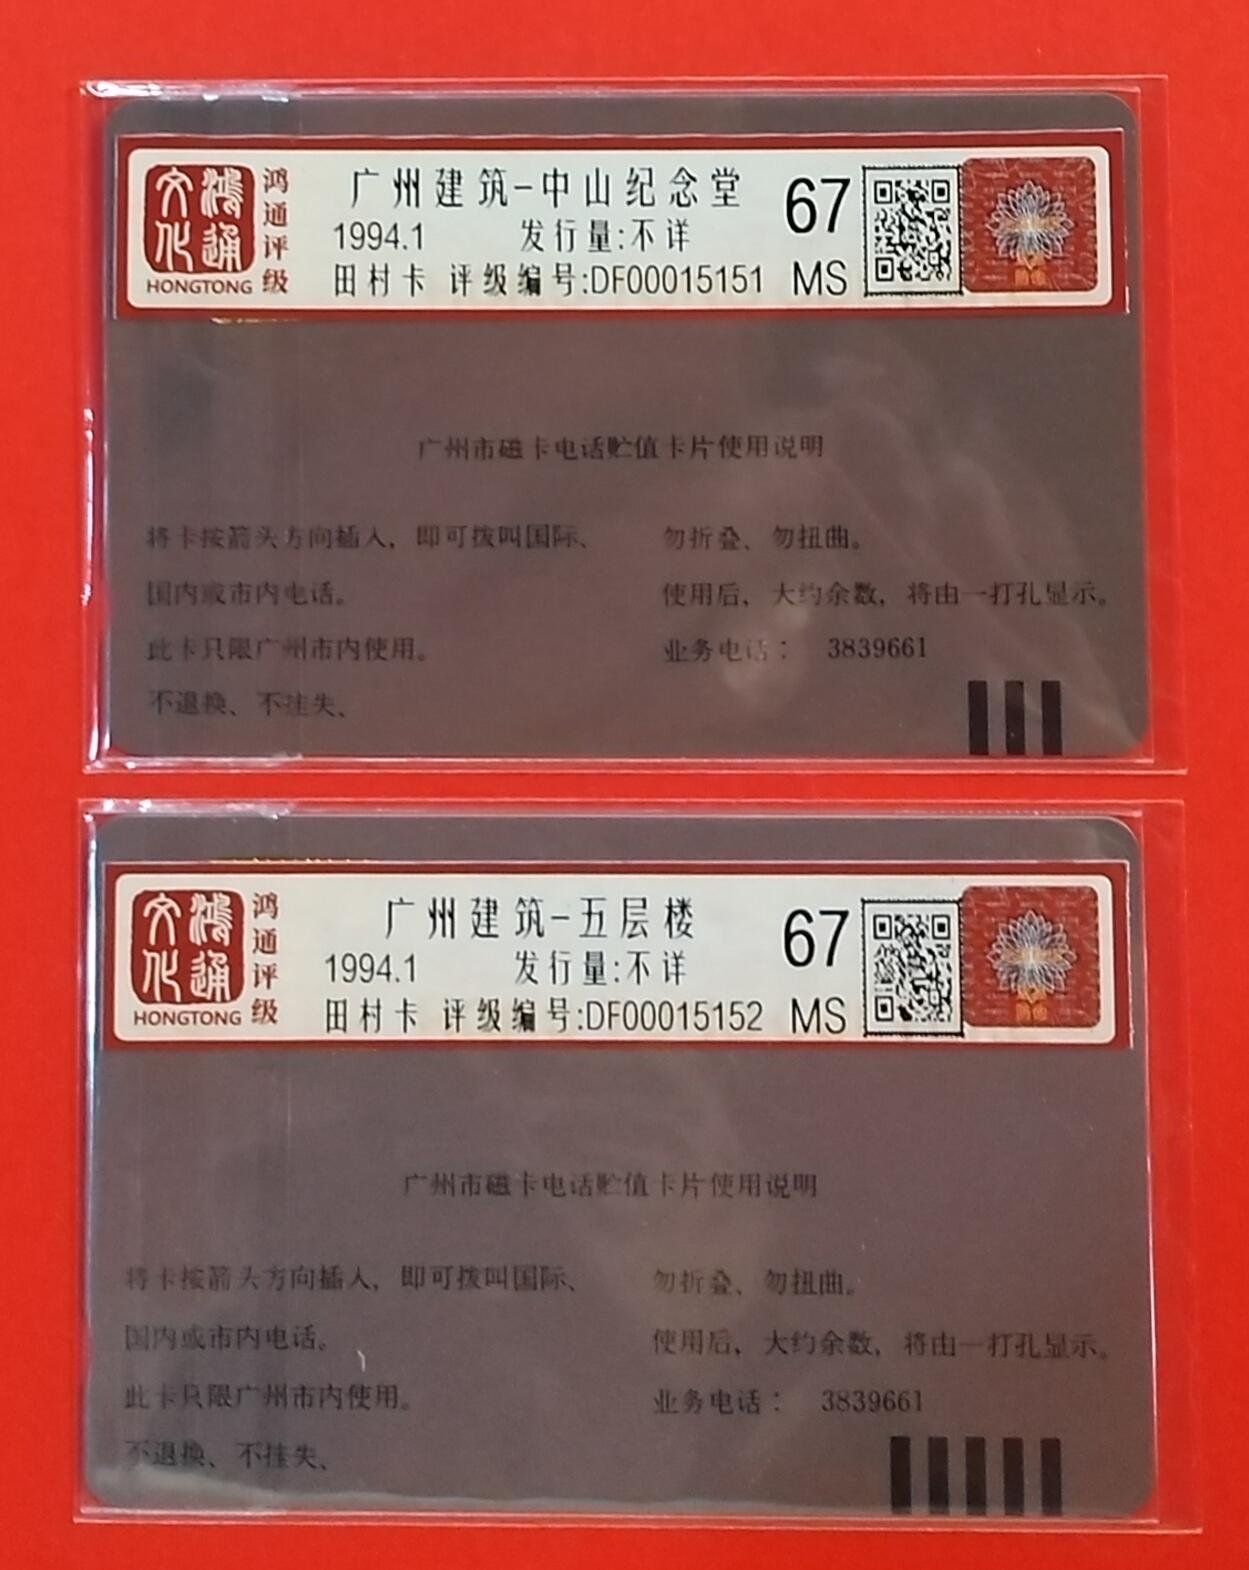 鸿通文化
HONGTONG
鸿通评级
广州建筑-中山纪念堂
1994.1 发行量:不详
田村卡 评级编号:DF00015151
67
MS
广州市磁卡电话贮值卡片使用说明
将卡按箭头方向插入, 即可拨叫国际、
国内或市内电话。
此卡只限广州市内使用。
不退换、不挂失、
勿折叠、勿扭曲。
使用后, 大约余数, 将由一打孔显示。
业务电话: 3839661
鸿通文化
HONGTONG
鸿通评级
广州建筑-五层楼
1994.1 发行量:不详
田村卡 评级编号:DF00015152
67
MS
广州市磁卡电话贮值卡片使用说明
将卡按箭头方向插入, 即可拨叫国际、
国内或市内电话。
此卡只限广州市内使用。
不退换、不挂失、
勿折叠、勿扭曲。
使用后, 大约余数, 将由一打孔显示。
业务电话: 3839661